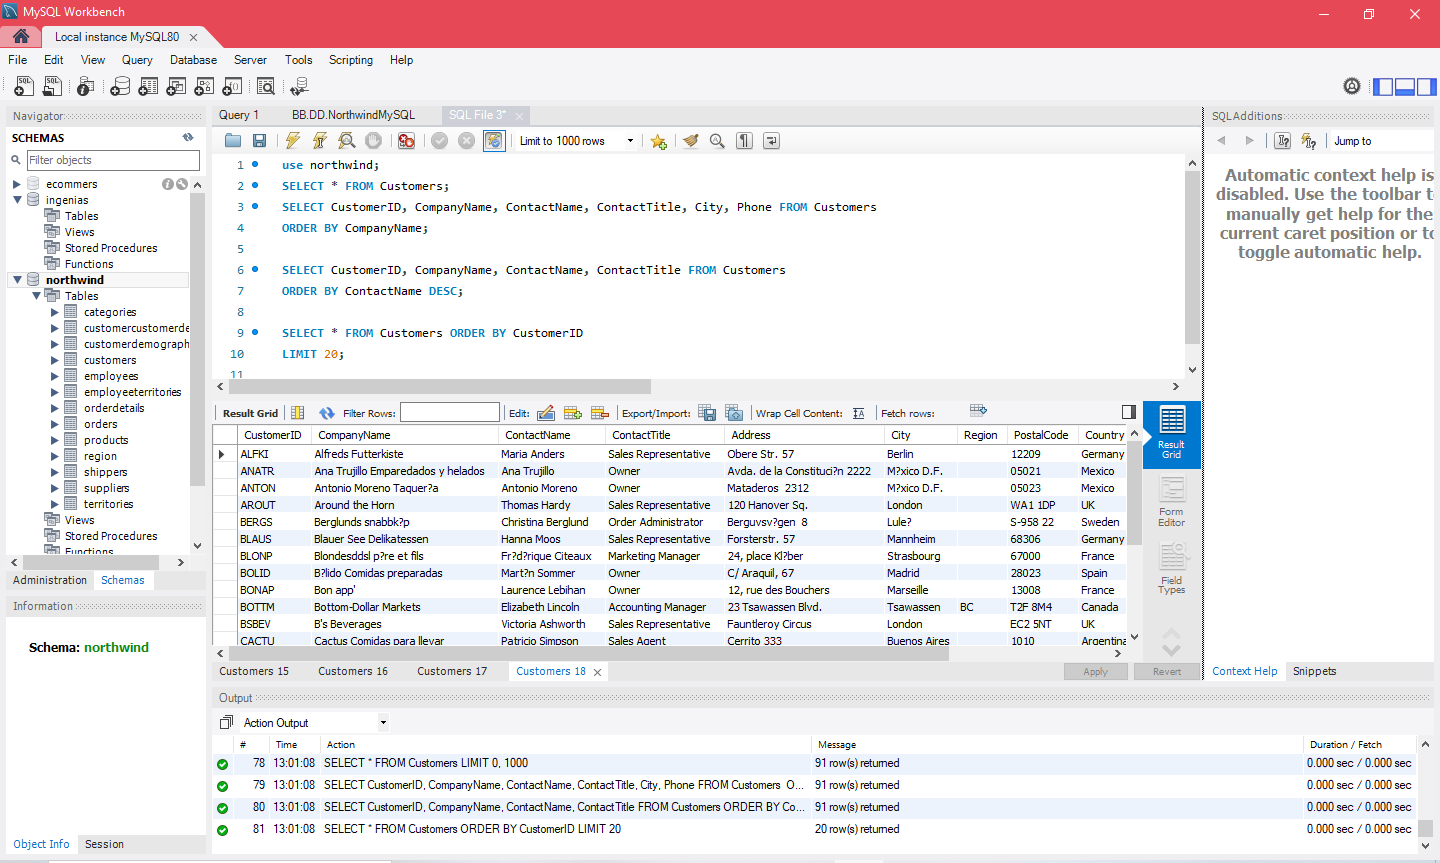 MySQL Workbench
Local instance MySQL80
File Edit View Query Database Server Tools Scripting Help
Navigator
SCHEMAS
Filter objects
ecommers
ingenias
Tables
Views
Stored Procedures
Functions
northwind
Tables
categories
customercustomerde
customerdemograph
customers
employees
employeeterritories
orderdetails
orders
products
region
shippers
suppliers
territories
Views
Stored Procedures
Functions
Administration Schemas
Information
Schema: northwind
Object Info Session
Query 1 BB.DD.NorthwindMySQL SQL File 3*
Limit to 1000 rows
1 use northwind;
2 SELECT * FROM Customers;
3 SELECT CustomerID, CompanyName, ContactName, ContactTitle, City, Phone FROM Customers
4 ORDER BY CompanyName;
5
6 SELECT CustomerID, CompanyName, ContactName, ContactTitle FROM Customers
7 ORDER BY ContactName DESC;
8
9 SELECT * FROM Customers ORDER BY CustomerID
10 LIMIT 20;
11
Result Grid Filter Rows: Edit: Export/Import: Wrap Cell Content: Fetch rows:
CustomerID CompanyName ContactName ContactTitle Address City Region PostalCode Country
ALFKI Alfreds Futterkiste Maria Anders Sales Representative Obere Str. 57 Berlin 12209 Germany
ANATR Ana Trujillo Emparedados y helados Ana Trujillo Owner Avda. de la Constituci?n 2222 M?xico D.F. 05021 Mexico
ANTON Antonio Moreno Taquer?a Antonio Moreno Owner Mataderos 2312 M?xico D.F. 05023 Mexico
AROUT Around the Horn Thomas Hardy Sales Representative 120 Hanover Sq. London WA1 1DP UK
BERGS Berglunds snabbk?p Christina Berglund Order Administrator Berguvsv?gen 8 Lule? S-958 22 Sweden
BLAUS Blauer See Delikatessen Hanna Moos Sales Representative Forsterstr. 57 Mannheim 68306 Germany
BLONP Blondesddsl p?re et fils Fr?d?rique Citeaux Marketing Manager 24, place Kl?ber Strasbourg 67000 France
BOLID B?lido Comidas preparadas Mart?n Sommer Owner C/ Araquil, 67 Madrid 28023 Spain
BONAP Bon app' Laurence Lebihan Owner 12, rue des Bouchers Marseille 13008 France
BOTTM Bottom-Dollar Markets Elizabeth Lincoln Accounting Manager 23 Tsawassen Blvd. Tsawassen BC T2F 8M4 Canada
BSBEV B's Beverages Victoria Ashworth Sales Representative Fauntleroy Circus London EC2 5NT UK
CACTU Cactus Comidas para llevar Patricio Simpson Sales Agent Cerrito 333 Buenos Aires 1010 Argentina
Result Grid
Form Editor
Field Types
Customers 15 Customers 16 Customers 17 Customers 18
Apply Revert
SQLAdditions
Jump to
Automatic context help is
disabled. Use the toolbar t
manually get help for the
current caret position or to
toggle automatic help.
Context Help Snippets
Output
Action Output
# Time Action Message Duration / Fetch
78 13:01:08 SELECT * FROM Customers LIMIT 0, 1000 91 row(s) returned 0.000 sec / 0.000 sec
79 13:01:08 SELECT CustomerID, CompanyName, ContactName, ContactTitle, City, Phone FROM Customers O... 91 row(s) returned 0.000 sec / 0.000 sec
80 13:01:08 SELECT CustomerID, CompanyName, ContactName, ContactTitle FROM Customers ORDER BY Co... 91 row(s) returned 0.000 sec / 0.000 sec
81 13:01:08 SELECT * FROM Customers ORDER BY CustomerID LIMIT 20 20 row(s) returned 0.000 sec / 0.000 sec